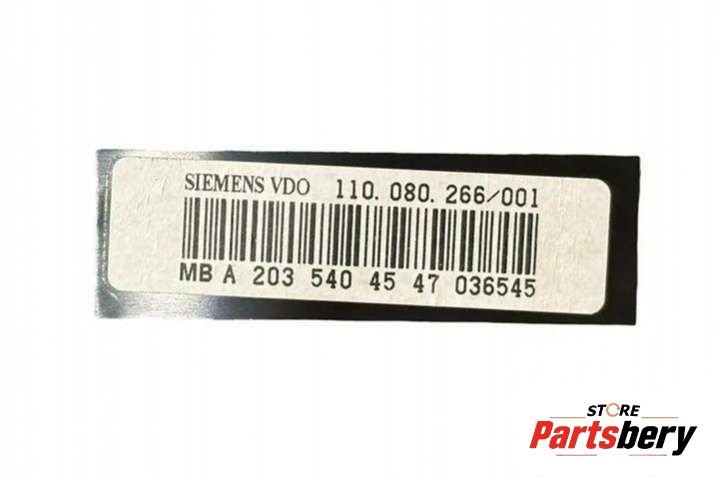 SIEMENS VDO 110.080.266/001
MB A 203 540 45 47 036545
STORE
Partsbery